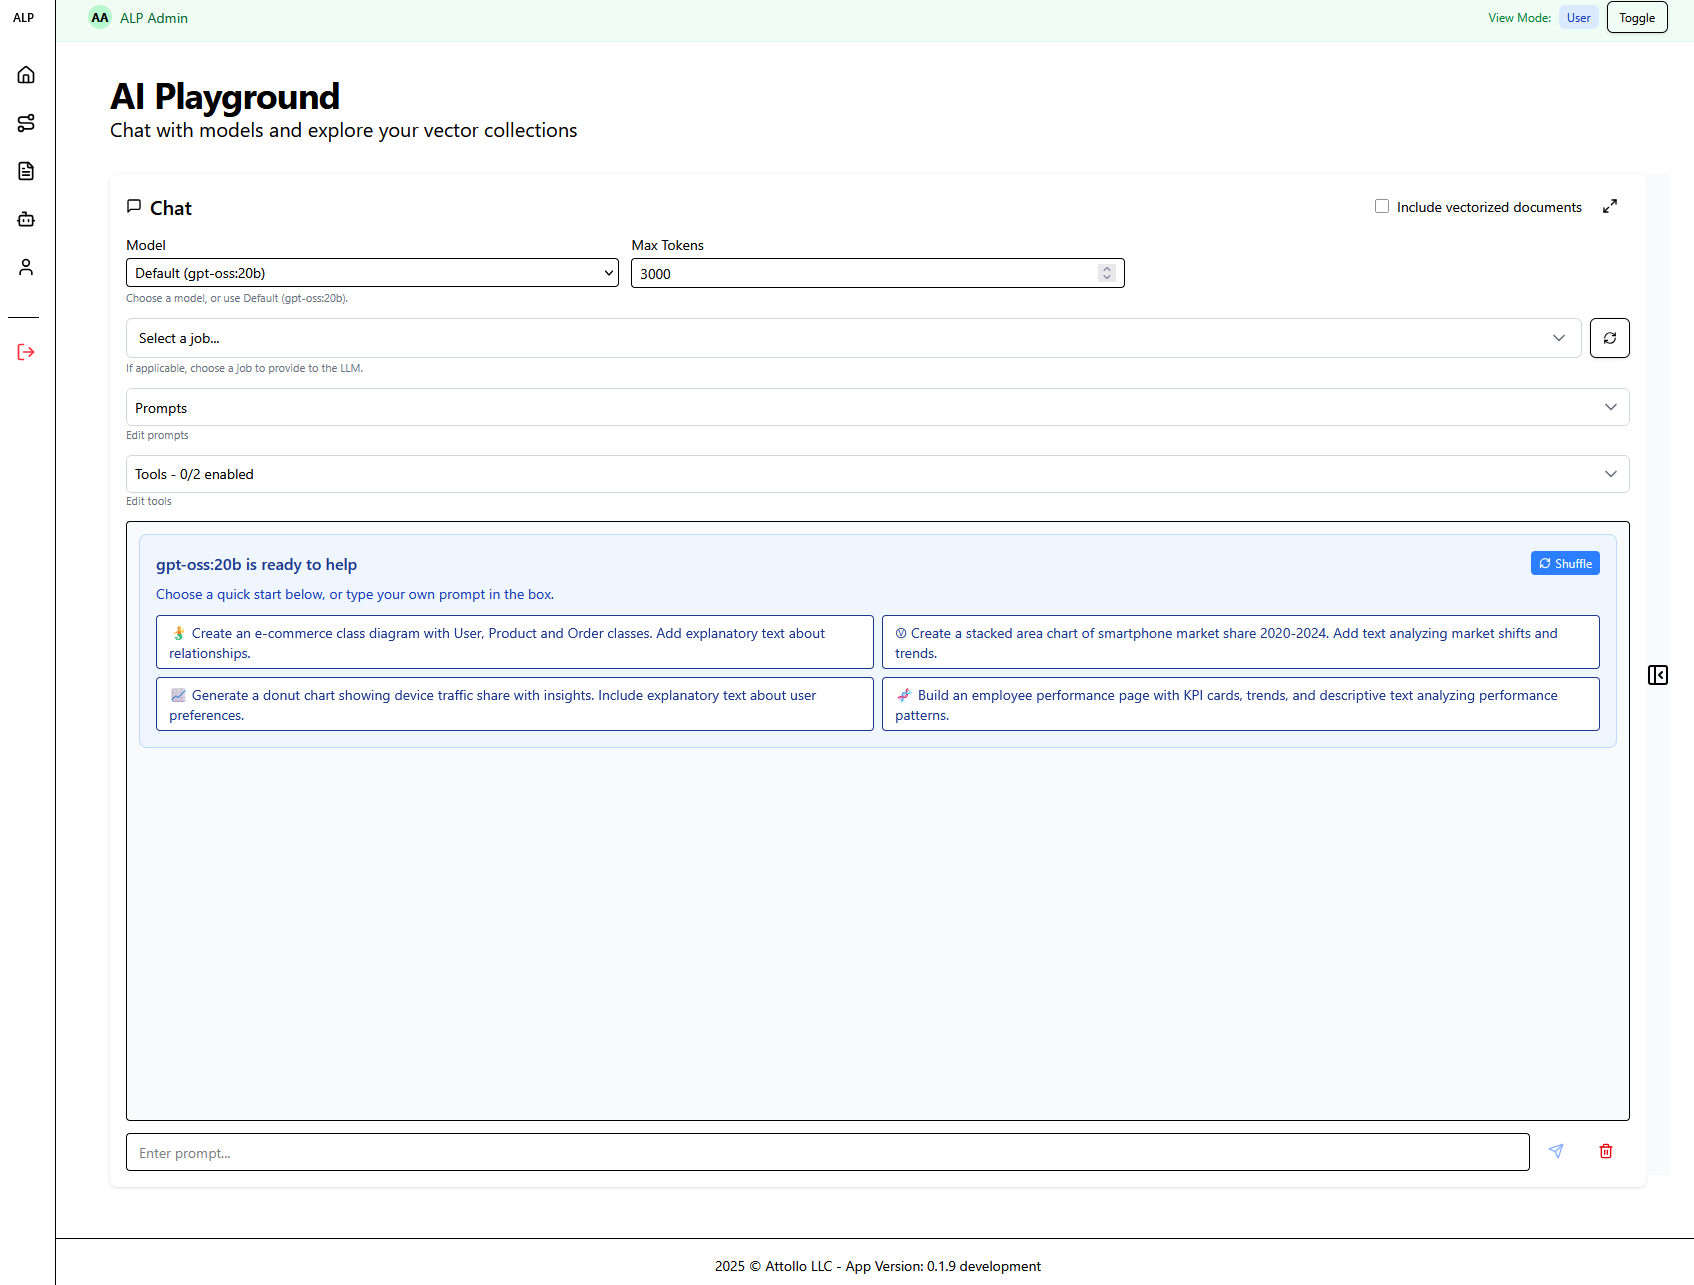 ALP
AA ALP Admin
View Mode: User Toggle
AI Playground
Chat with models and explore your vector collections
Chat
Include vectorized documents
Model
Max Tokens
Default (gpt-oss:20b)
3000
Choose a model, or use Default (gpt-oss:20b).
Select a job...
If applicable, choose a job to provide to the LLM.
Prompts
Edit prompts
Tools - 0/2 enabled
Edit tools
gpt-oss:20b is ready to help
Shuffle
Choose a quick start below, or type your own prompt in the box.
Create an e-commerce class diagram with User, Product and Order classes. Add explanatory text about
relationships.
Create a stacked area chart of smartphone market share 2020-2024. Add text analyzing market shifts and
trends.
Generate a donut chart showing device traffic share with insights. Include explanatory text about user
preferences.
Build an employee performance page with KPI cards, trends, and descriptive text analyzing performance
patterns.
Enter prompt...
2025 © Attollo LLC - App Version: 0.1.9 development